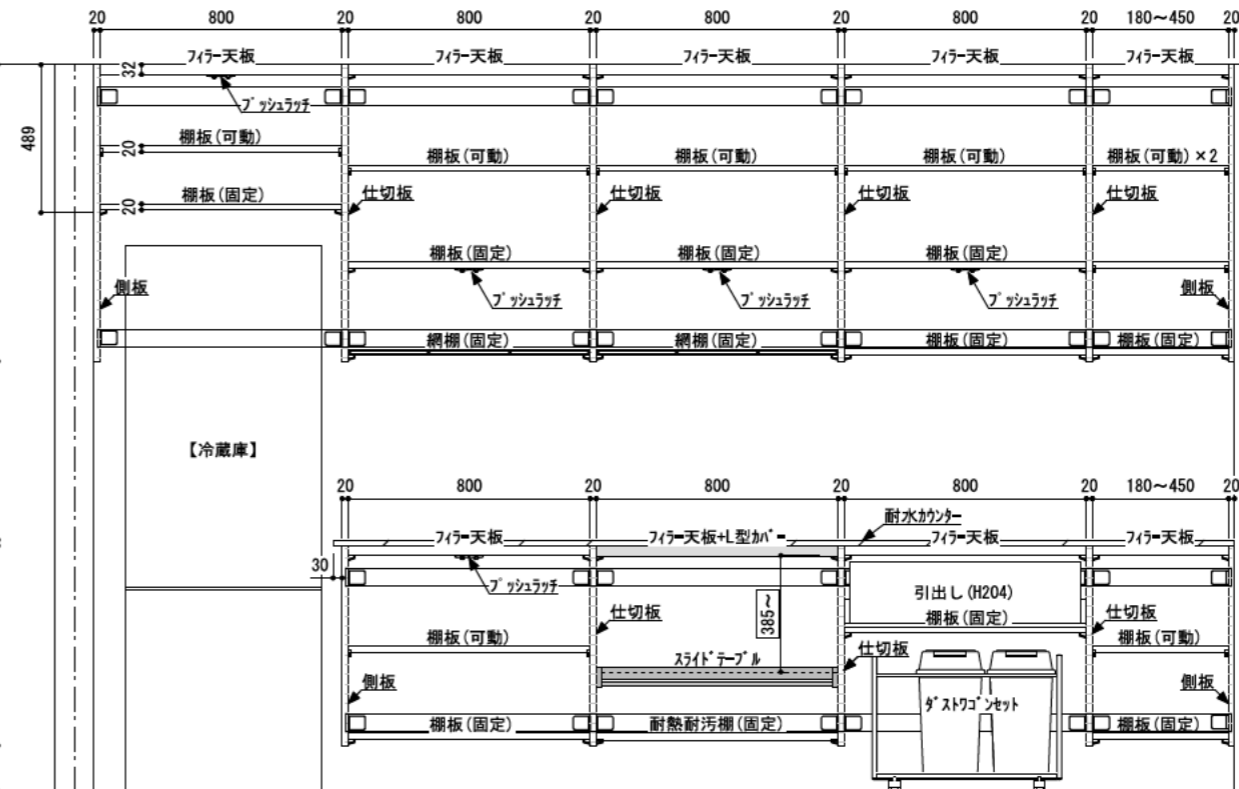 20 800 20 800 20 800 20 800 20 180～450 20
フィラー天板 フィラー天板 フィラー天板 フィラー天板 フィラー天板
32
プッシュラッチ
489
棚板(可動)
20
棚板(可動) 棚板(可動) 棚板(可動) 棚板(可動)×2
棚板(固定)
20
仕切板 仕切板 仕切板 仕切板
棚板(固定) 棚板(固定) 棚板(固定)
側板 プッシュラッチ プッシュラッチ プッシュラッチ 側板
網棚(固定) 網棚(固定) 棚板(固定) 棚板(固定)
【冷蔵庫】
20 800 20 800 20 800 20 180～450 20
耐水カウンター
フィラー天板 フィラー天板+L型カバー フィラー天板 フィラー天板
30
プッシュラッチ
引出し(H204)
385～
仕切板 棚板(固定) 仕切板
棚板(可動) 棚板(可動)
仕切板
スライドテーブル
側板 側板
ダストワゴンセット
棚板(固定) 耐熱耐汚棚(固定) 棚板(固定)